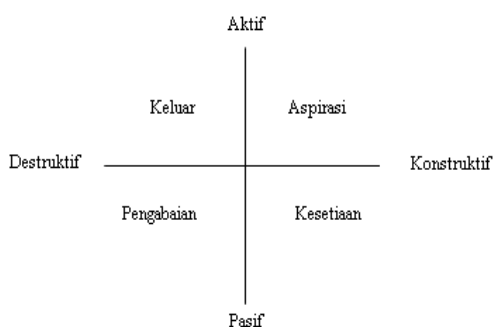 Aktif
Keluar Aspirasi
Destruktif Konstruktif
Pengabaian Kesetiaan
Pasif